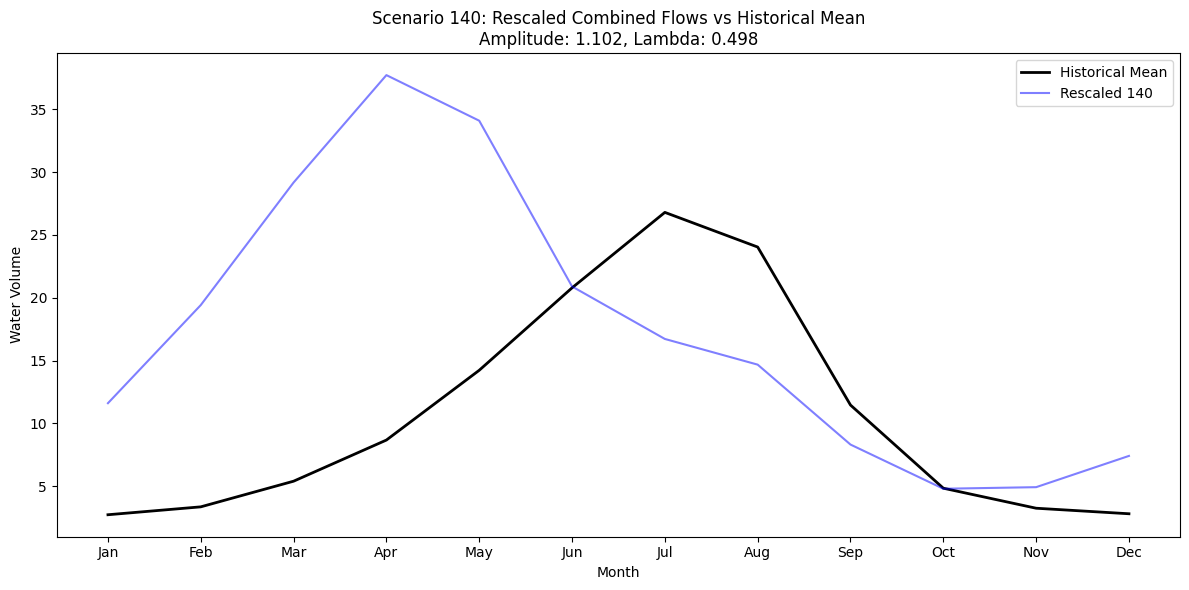 Scenario 140: Rescaled Combined Flows vs Historical Mean
Amplitude: 1.102, Lambda: 0.498
Historical Mean
Rescaled 140
Water Volume
35
30
25
20
15
10
5
Jan Feb Mar Apr May Jun Jul Aug Sep Oct Nov Dec
Month